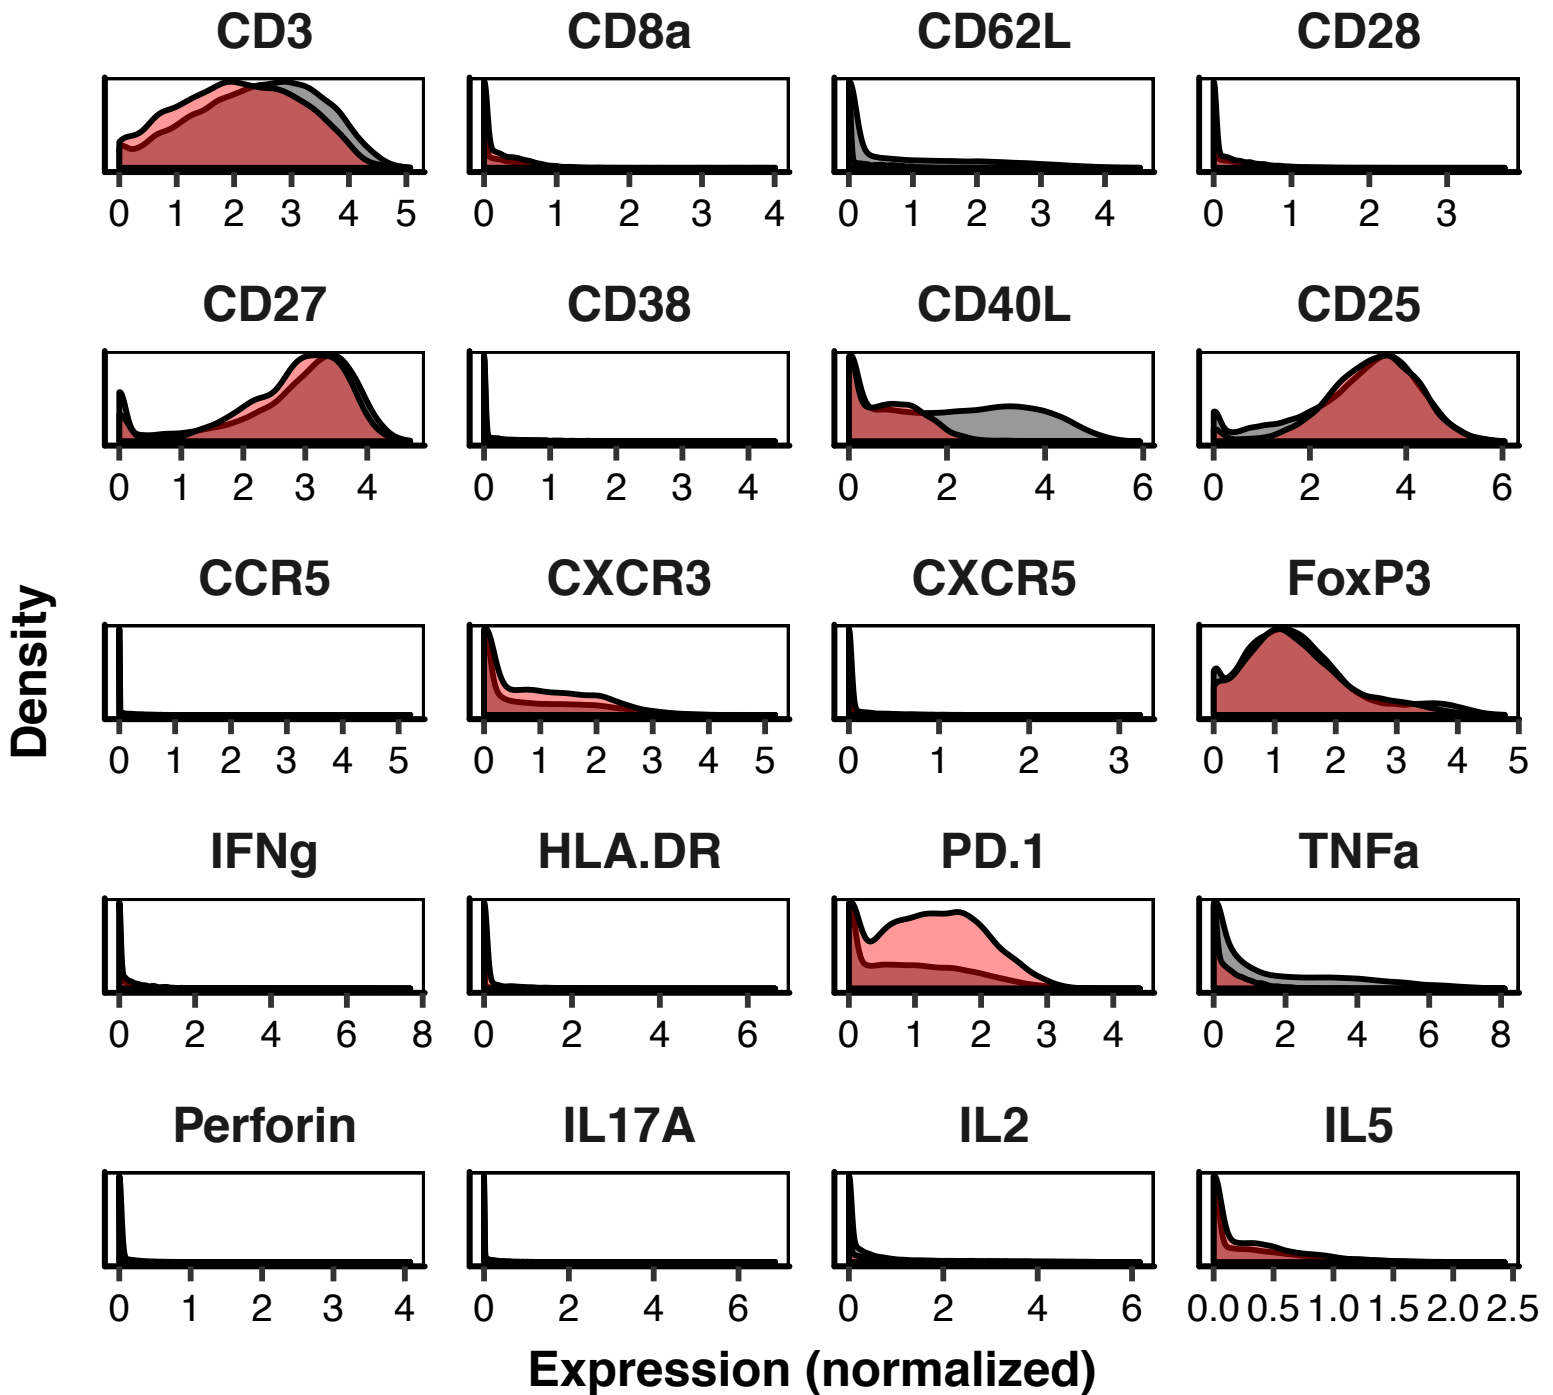 CD3 CD8a CD62L CD28
0 1 2 3 4 5 0 1 2 3 4 0 1 2 3 4 0 1 2 3
CD27 CD38 CD40L CD25
0 1 2 3 4 0 1 2 3 4 0 2 4 6 0 2 4 6
CCR5 CXCR3 CXCR5 FoxP3
0 1 2 3 4 5 0 1 2 3 4 5 0 1 2 3 0 1 2 3 4 5
Density
IFNg HLA.DR PD.1 TNFa
0 2 4 6 8 0 2 4 6 0 1 2 3 4 0 2 4 6 8
Perforin IL17A IL2 IL5
0 1 2 3 4 0 2 4 6 0 2 4 6 0.0 0.5 1.0 1.5 2.0 2.5
Expression (normalized)